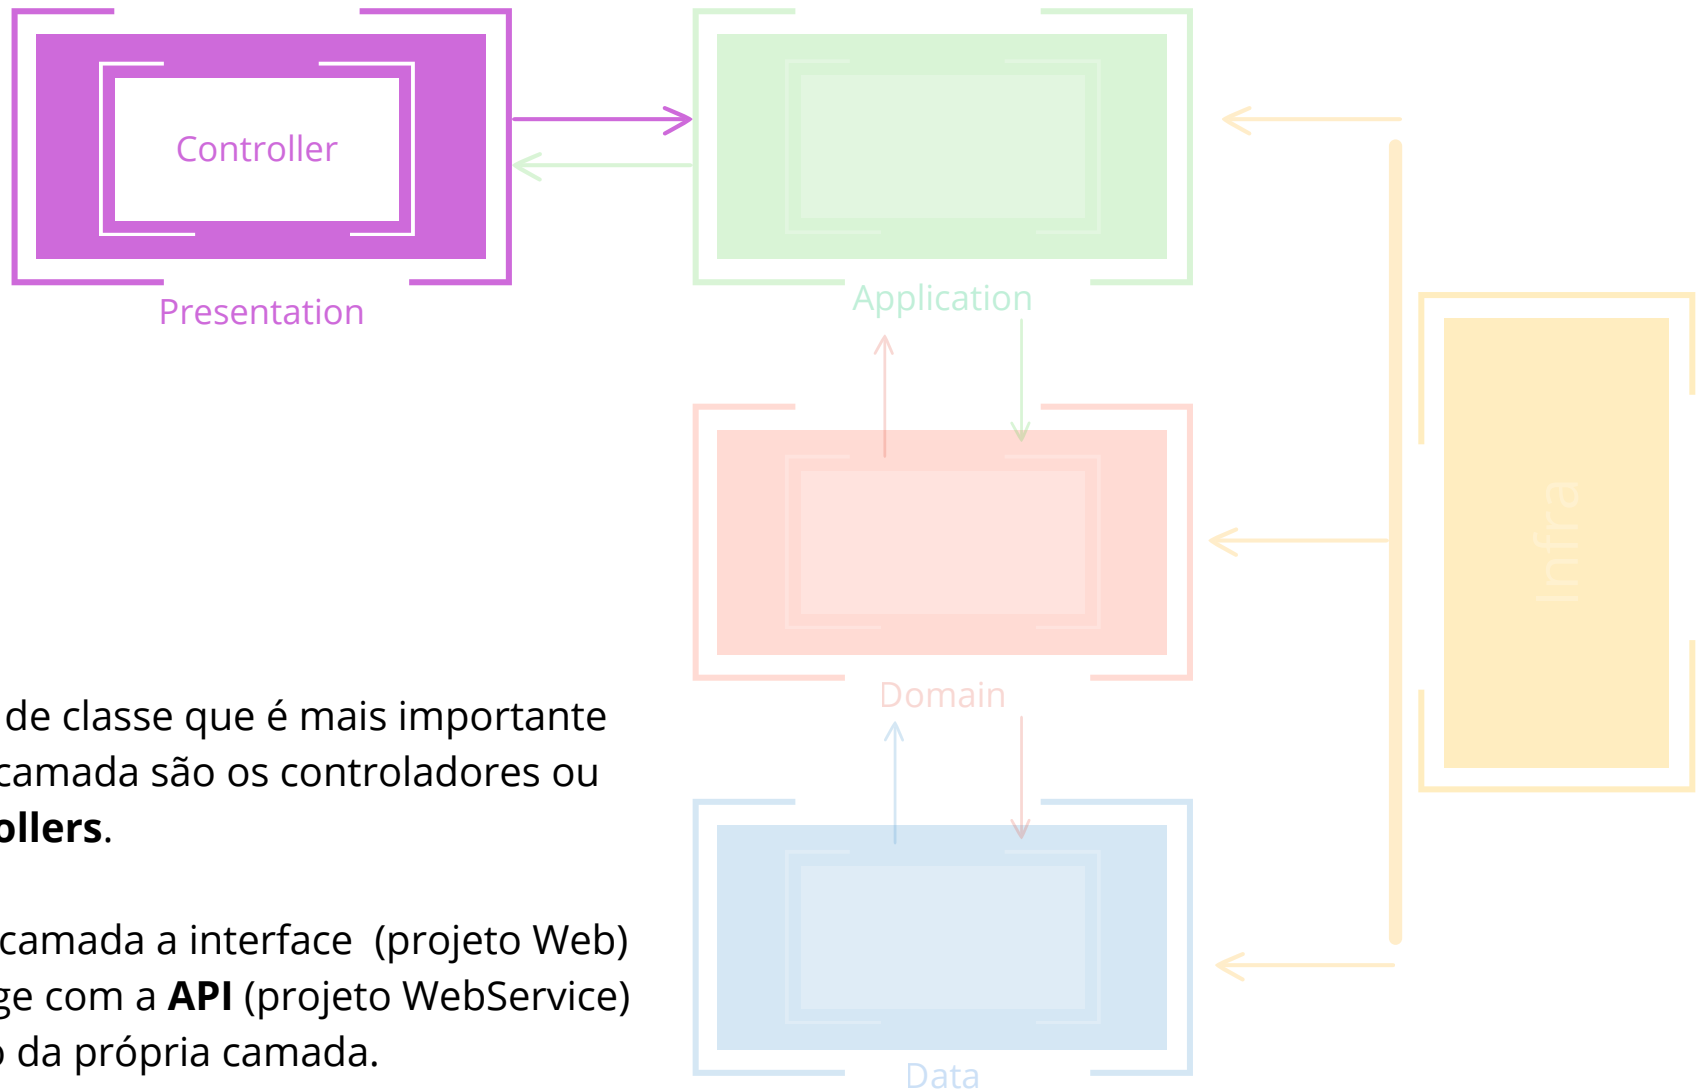 Controller
Presentation
Application
Infra
Domain
de classe que é mais importante
camada são os controladores ou
ollers.
camada a interface (projeto Web)
ge com a API (projeto WebService)
o da própria camada.
Data